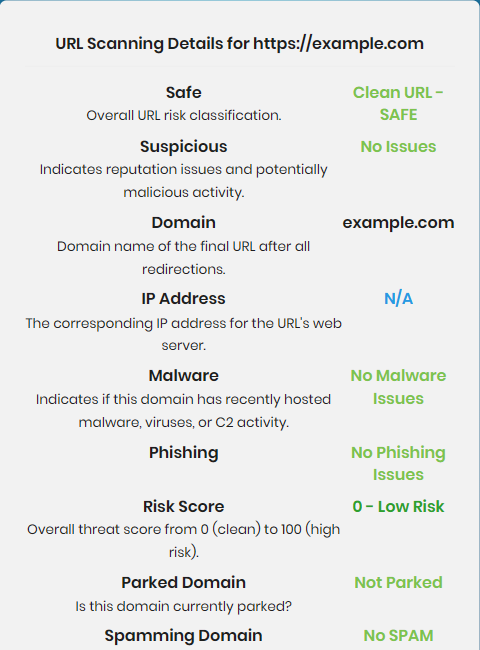 URL Scanning Details for https://example.com
Safe
Clean URL -
SAFE
Overall URL risk classification.
Suspicious
No Issues
Indicates reputation issues and potentially
malicious activity.
Domain
example.com
Domain name of the final URL after all
redirections.
IP Address
N/A
The corresponding IP address for the URL's web
server.
Malware
No Malware
Issues
Indicates if this domain has recently hosted
malware, viruses, or C2 activity.
Phishing
No Phishing
Issues
Risk Score
0 - Low Risk
Overall threat score from 0 (clean) to 100 (high
risk).
Parked Domain
Not Parked
Is this domain currently parked?
Spamming Domain
No SPAM